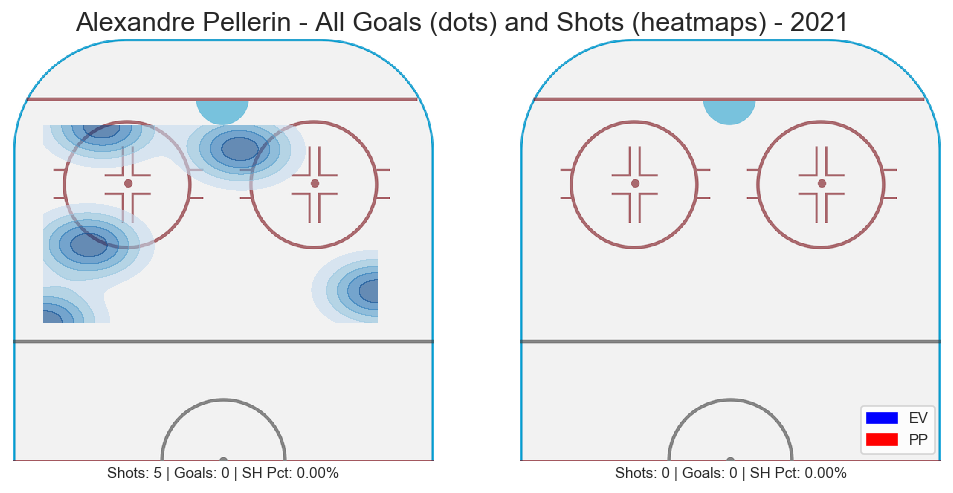 Alexandre Pellerin - All Goals (dots) and Shots (heatmaps) - 2021
EV
PP
Shots: 5 | Goals: 0 | SH Pct: 0.00%
Shots: 0 | Goals: 0 | SH Pct: 0.00%